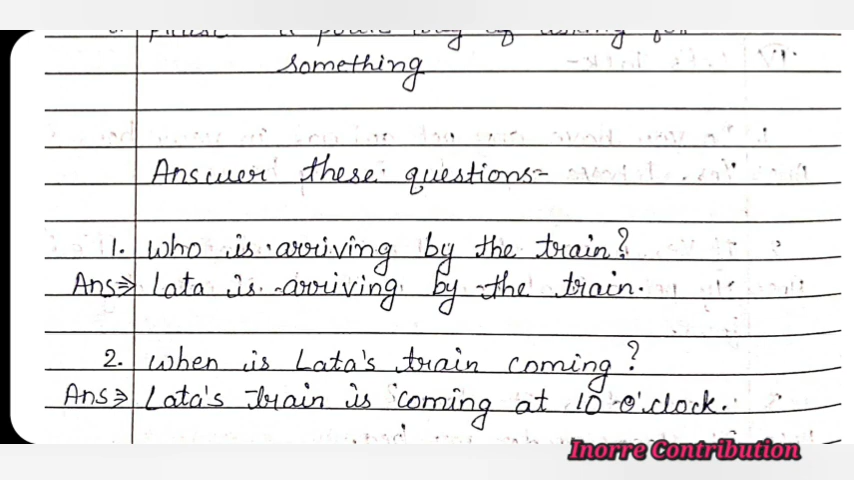 something
Answer these questions-
1. Who is arriving by the train?
Ans⇒ Lata is arriving by the train.
2. When is Lata's train coming?
Ans⇒ Lata's train is coming at 10 o'clock.
Inorre Contribution